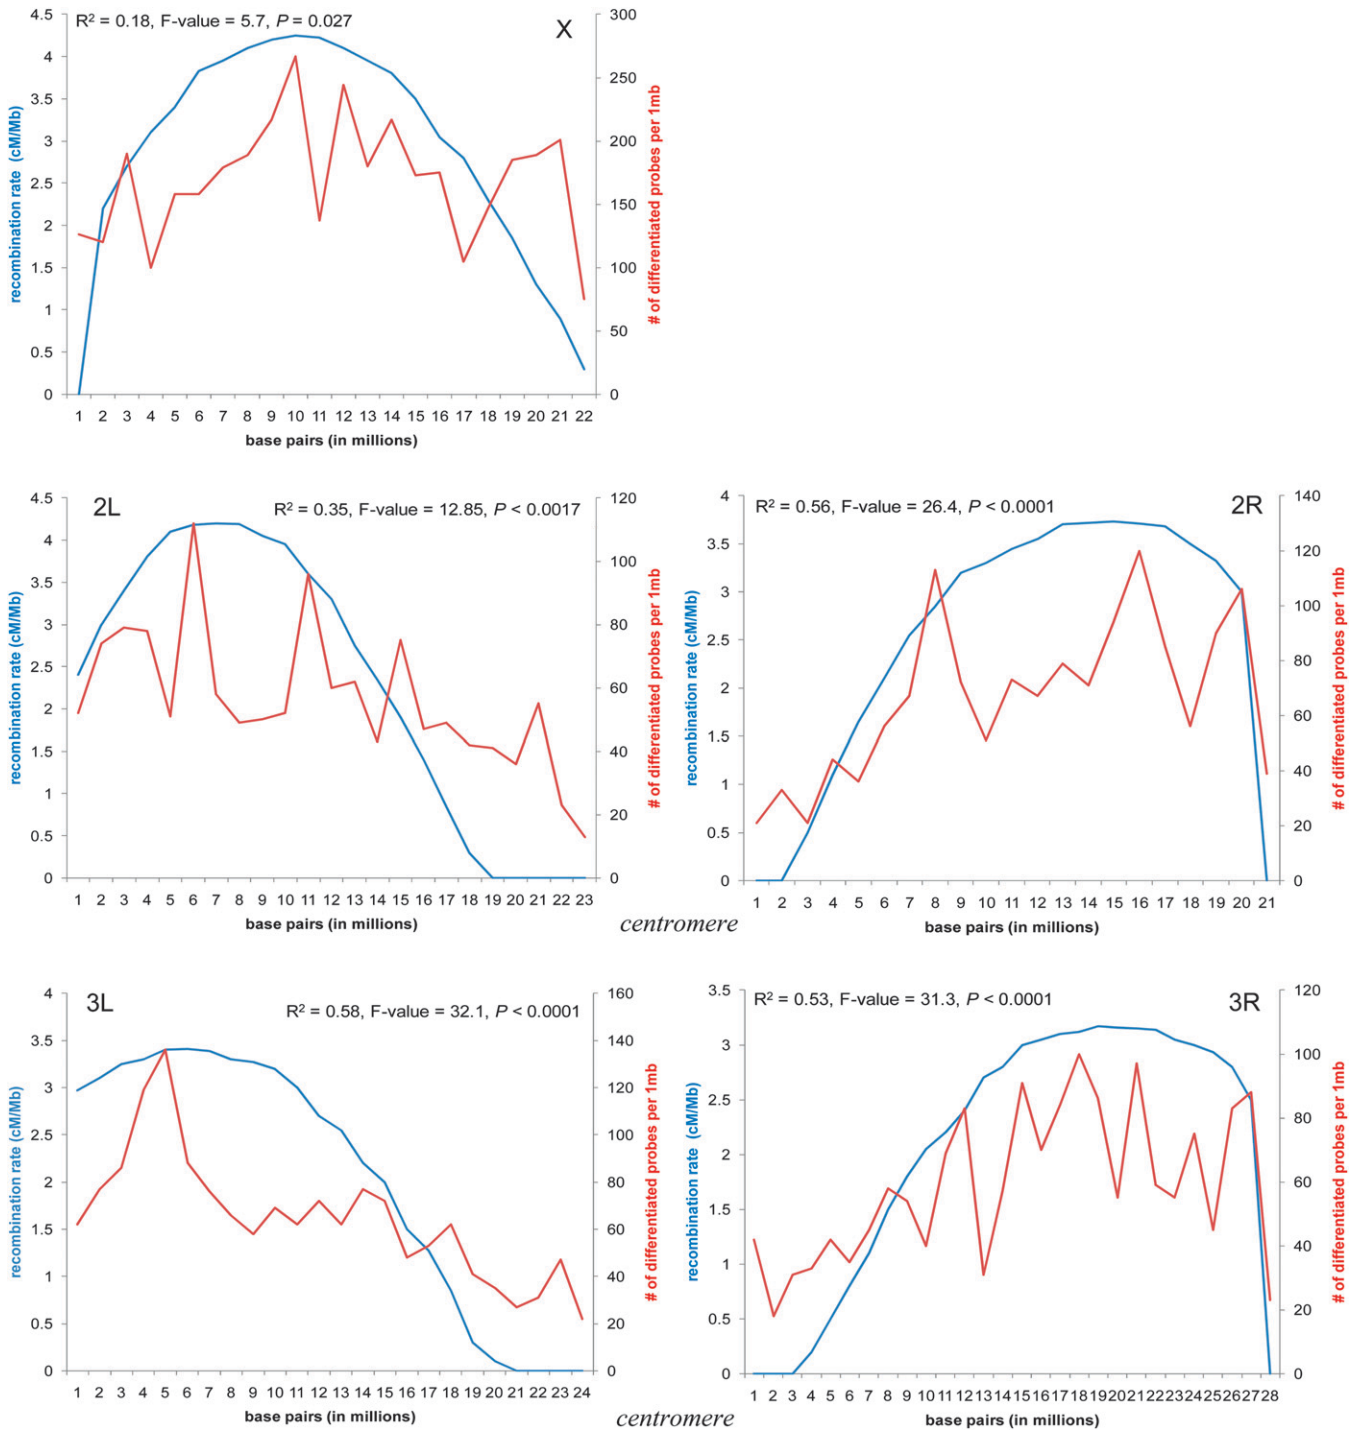 R² = 0.18, F-value = 5.7, P = 0.027
X
4.5
4
3.5
3
2.5
2
1.5
1
0.5
0
300
250
200
150
100
50
0
recombination rate (cM/Mb)
# of differentiated probes per 1mb
1 2 3 4 5 6 7 8 9 10 11 12 13 14 15 16 17 18 19 20 21 22
base pairs (in millions)
2L
R² = 0.35, F-value = 12.85, P < 0.0017
4.5
4
3.5
3
2.5
2
1.5
1
0.5
0
120
100
80
60
40
20
0
recombination rate (cM/Mb)
# of differentiated probes per 1mb
1 2 3 4 5 6 7 8 9 10 11 12 13 14 15 16 17 18 19 20 21 22 23
base pairs (in millions)
R² = 0.56, F-value = 26.4, P < 0.0001
2R
4
3.5
3
2.5
2
1.5
1
0.5
0
140
120
100
80
60
40
20
0
recombination rate (cM/Mb)
# of differentiated probes per 1mb
1 2 3 4 5 6 7 8 9 10 11 12 13 14 15 16 17 18 19 20 21
base pairs (in millions)
centromere
3L
R² = 0.58, F-value = 32.1, P < 0.0001
4
3.5
3
2.5
2
1.5
1
0.5
0
160
140
120
100
80
60
40
20
0
recombination rate (cM/Mb)
# of differentiated probes per 1mb
1 2 3 4 5 6 7 8 9 10 11 12 13 14 15 16 17 18 19 20 21 22 23 24
base pairs (in millions)
R² = 0.53, F-value = 31.3, P < 0.0001
3R
3.5
3
2.5
2
1.5
1
0.5
0
120
100
80
60
40
20
0
recombination rate (cM/Mb)
# of differentiated probes per 1mb
1 2 3 4 5 6 7 8 9 10 11 12 13 14 15 16 17 18 19 20 21 22 23 24 25 26 27 28
base pairs (in millions)
centromere